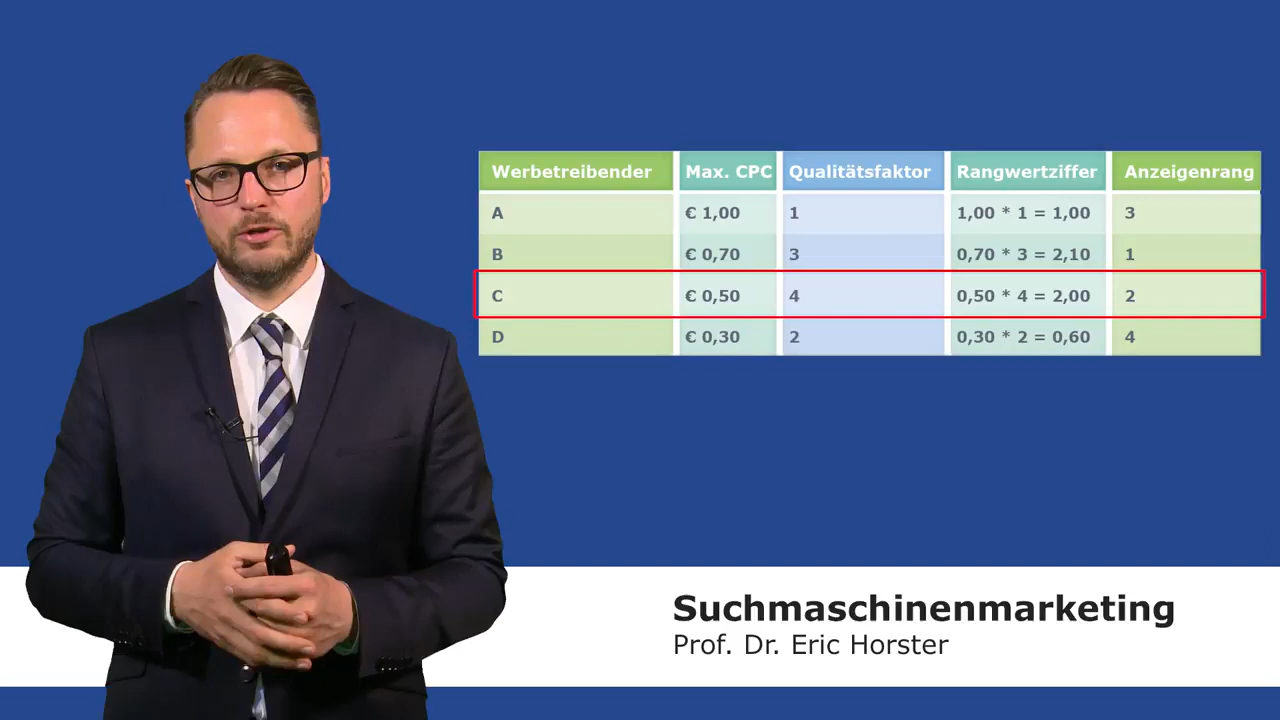 Werbetreibender Max. CPC Qualitätsfaktor Rangwertziffer Anzeigenrang
A € 1,00 1 1,00 * 1 = 1,00 3
B € 0,70 3 0,70 * 3 = 2,10 1
C € 0,50 4 0,50 * 4 = 2,00 2
D € 0,30 2 0,30 * 2 = 0,60 4
Suchmaschinenmarketing
Prof. Dr. Eric Horster